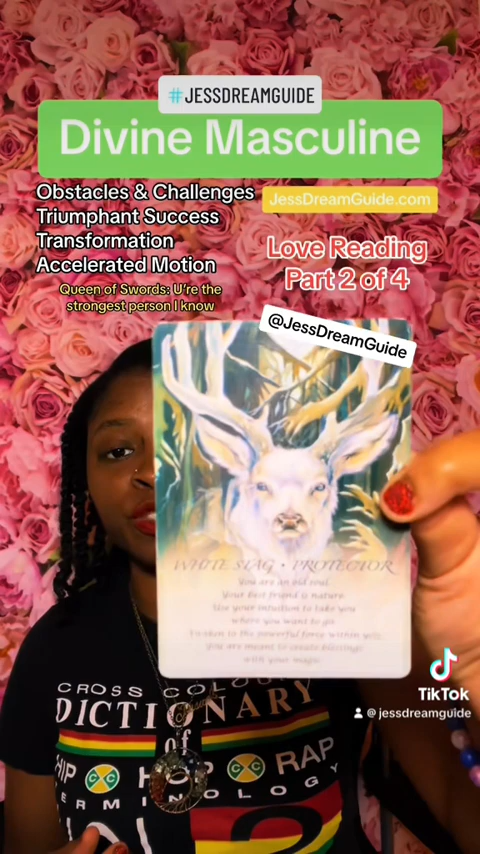 #JESSDREAMGUIDE
Divine Masculine
Obstacles & Challenges
Triumphant Success
Transformation
Accelerated Motion
Queen of Swords: U’re the
strongest person I know
JessDreamGuide.com
Love Reading
Part 2 of 4
@JessDreamGuide
WHITE STAG • PROTECTOR
You are an old soul.
Your best friend is nature.
Use your intuition to take you
where you want to go.
to the powerful force within you.
You are meant to create blessings
with your magic.
CROSS COLO
DICTIONARY
of
HIP HOP RAP
ERMINOLOGY
TikTok
@jessdreamguide